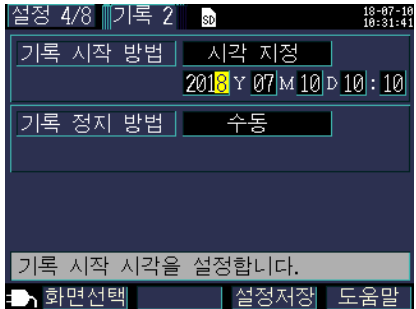 설정 4/8 기록 2 SD 18-07-10
10:31:41
기록 시작 방법 시각 지정
2018 Y 07 M 10 D 10 : 10
기록 정지 방법 수동
기록 시작 시각을 설정합니다.
화면선택 설정저장 도움말